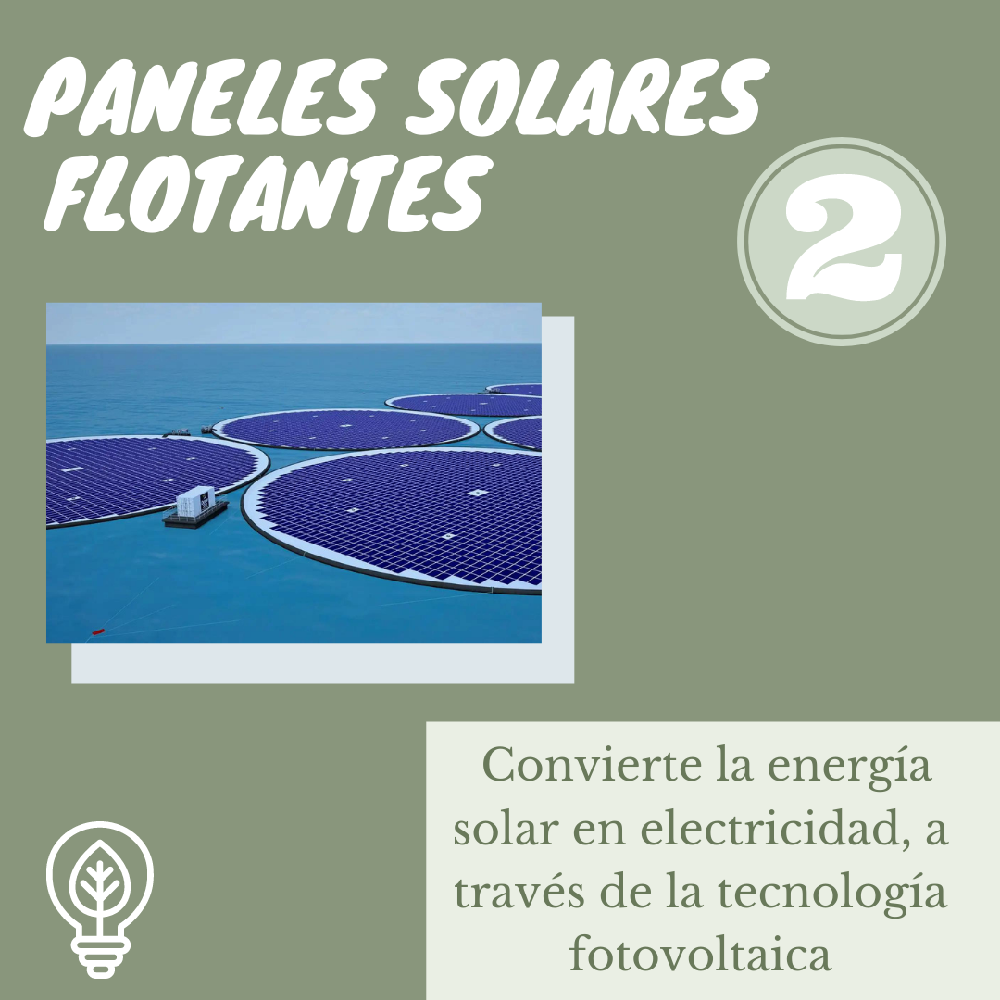 PANELES SOLARES
FLOTANTES
2
Convierte la energía
solar en electricidad, a
través de la tecnología
fotovoltaica